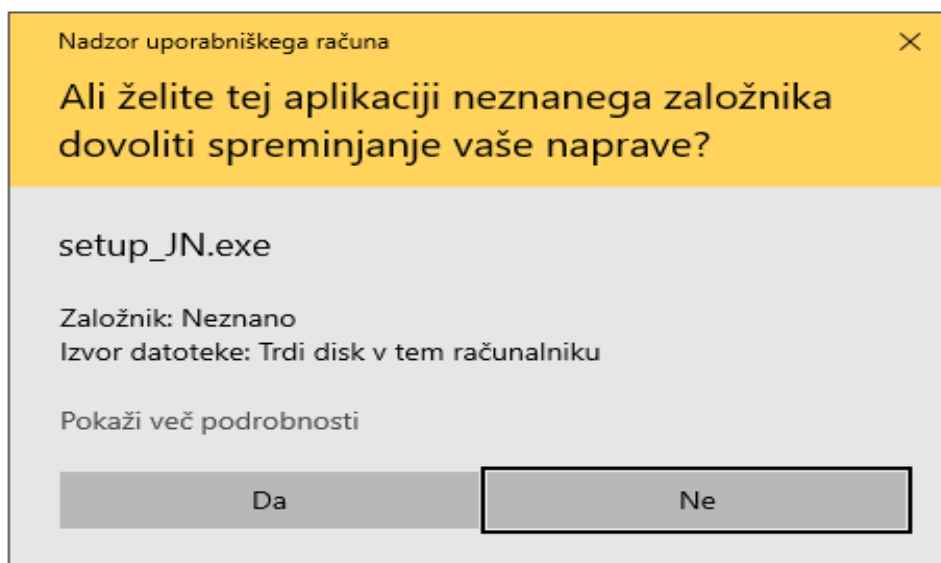 Nadzor uporabniškega računa
Ali želite tej aplikaciji neznanega založnika
dovoliti spreminjanje vaše naprave?
setup_JN.exe
Založnik: Neznano
Izvor datoteke: Trdi disk v tem računalniku
Pokaži več podrobnosti
Da
Ne